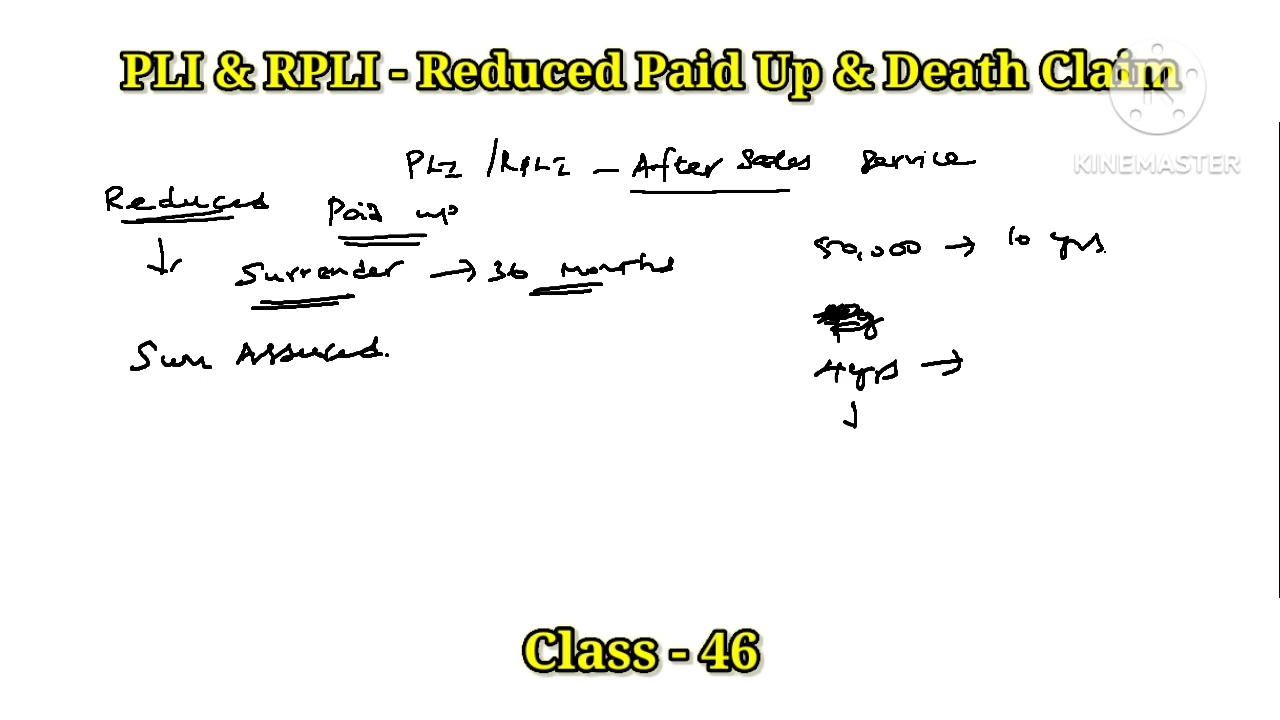 PLI & RPLI - Reduced Paid Up & Death Claim
KINEMASTER
PLI /RPLI - After Sales Service
Reduced Paid up
50,000 → 10 yrs.
↓ Surrender → 36 Months
Sum Assured.
4yrs →
↓
Class - 46